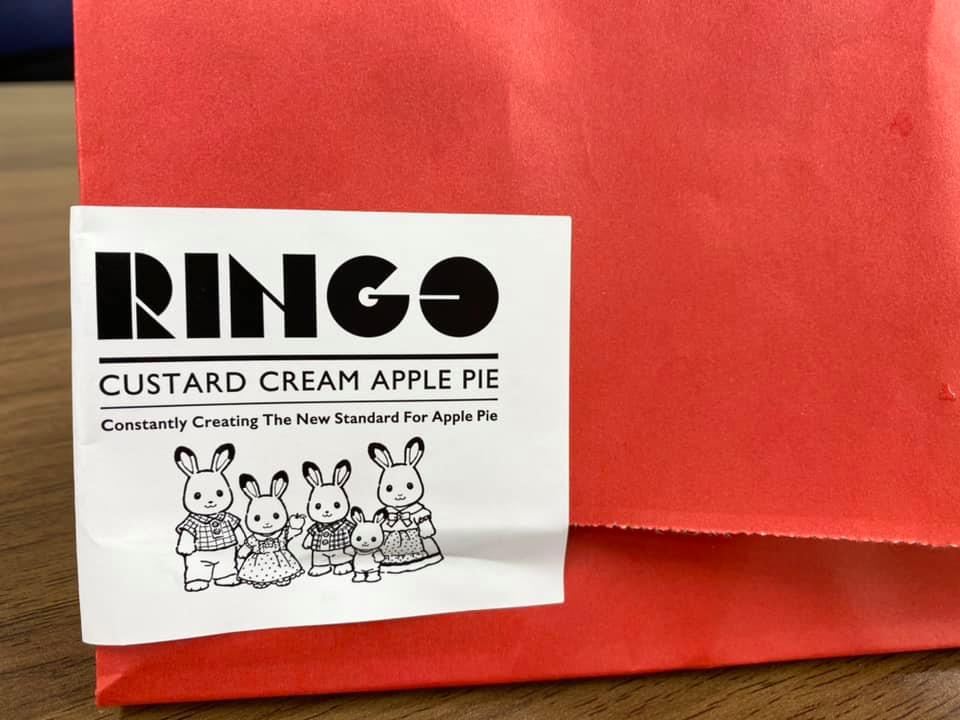 RINGO
CUSTARD CREAM APPLE PIE
Constantly Creating The New Standard For Apple Pie